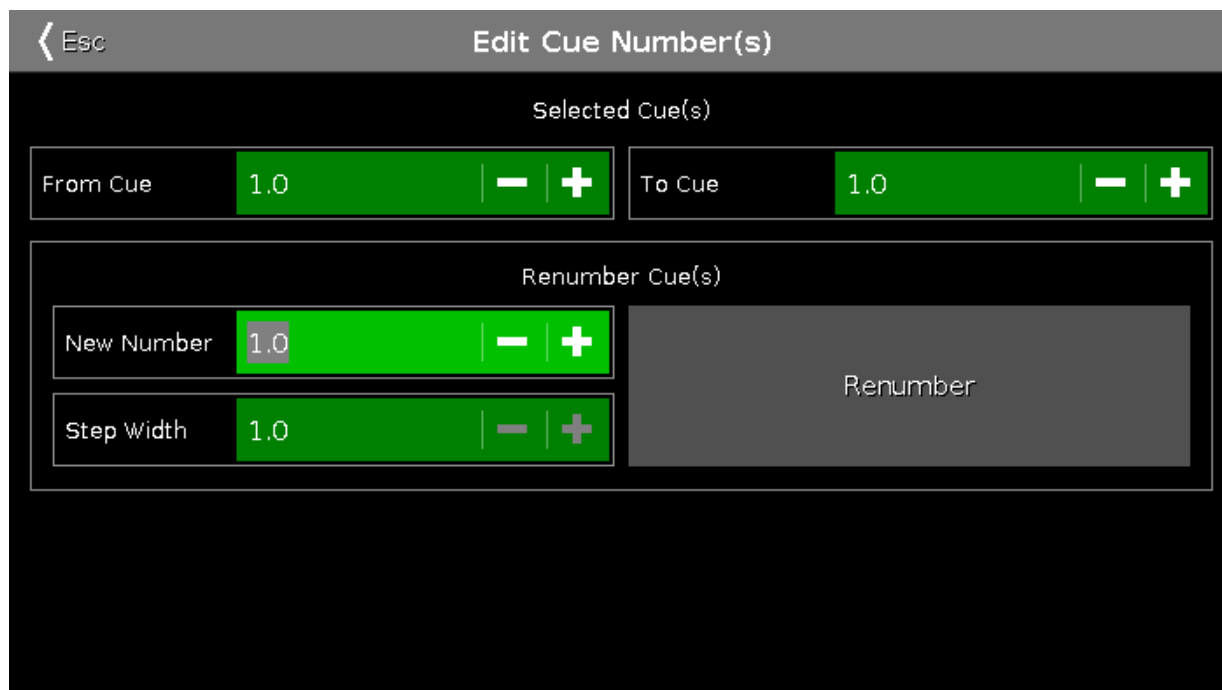 Esc
Edit Cue Number(s)
Selected Cue(s)
From Cue 1.0
To Cue 1.0
Renumber Cue(s)
New Number 1.0
Renumber
Step Width 1.0